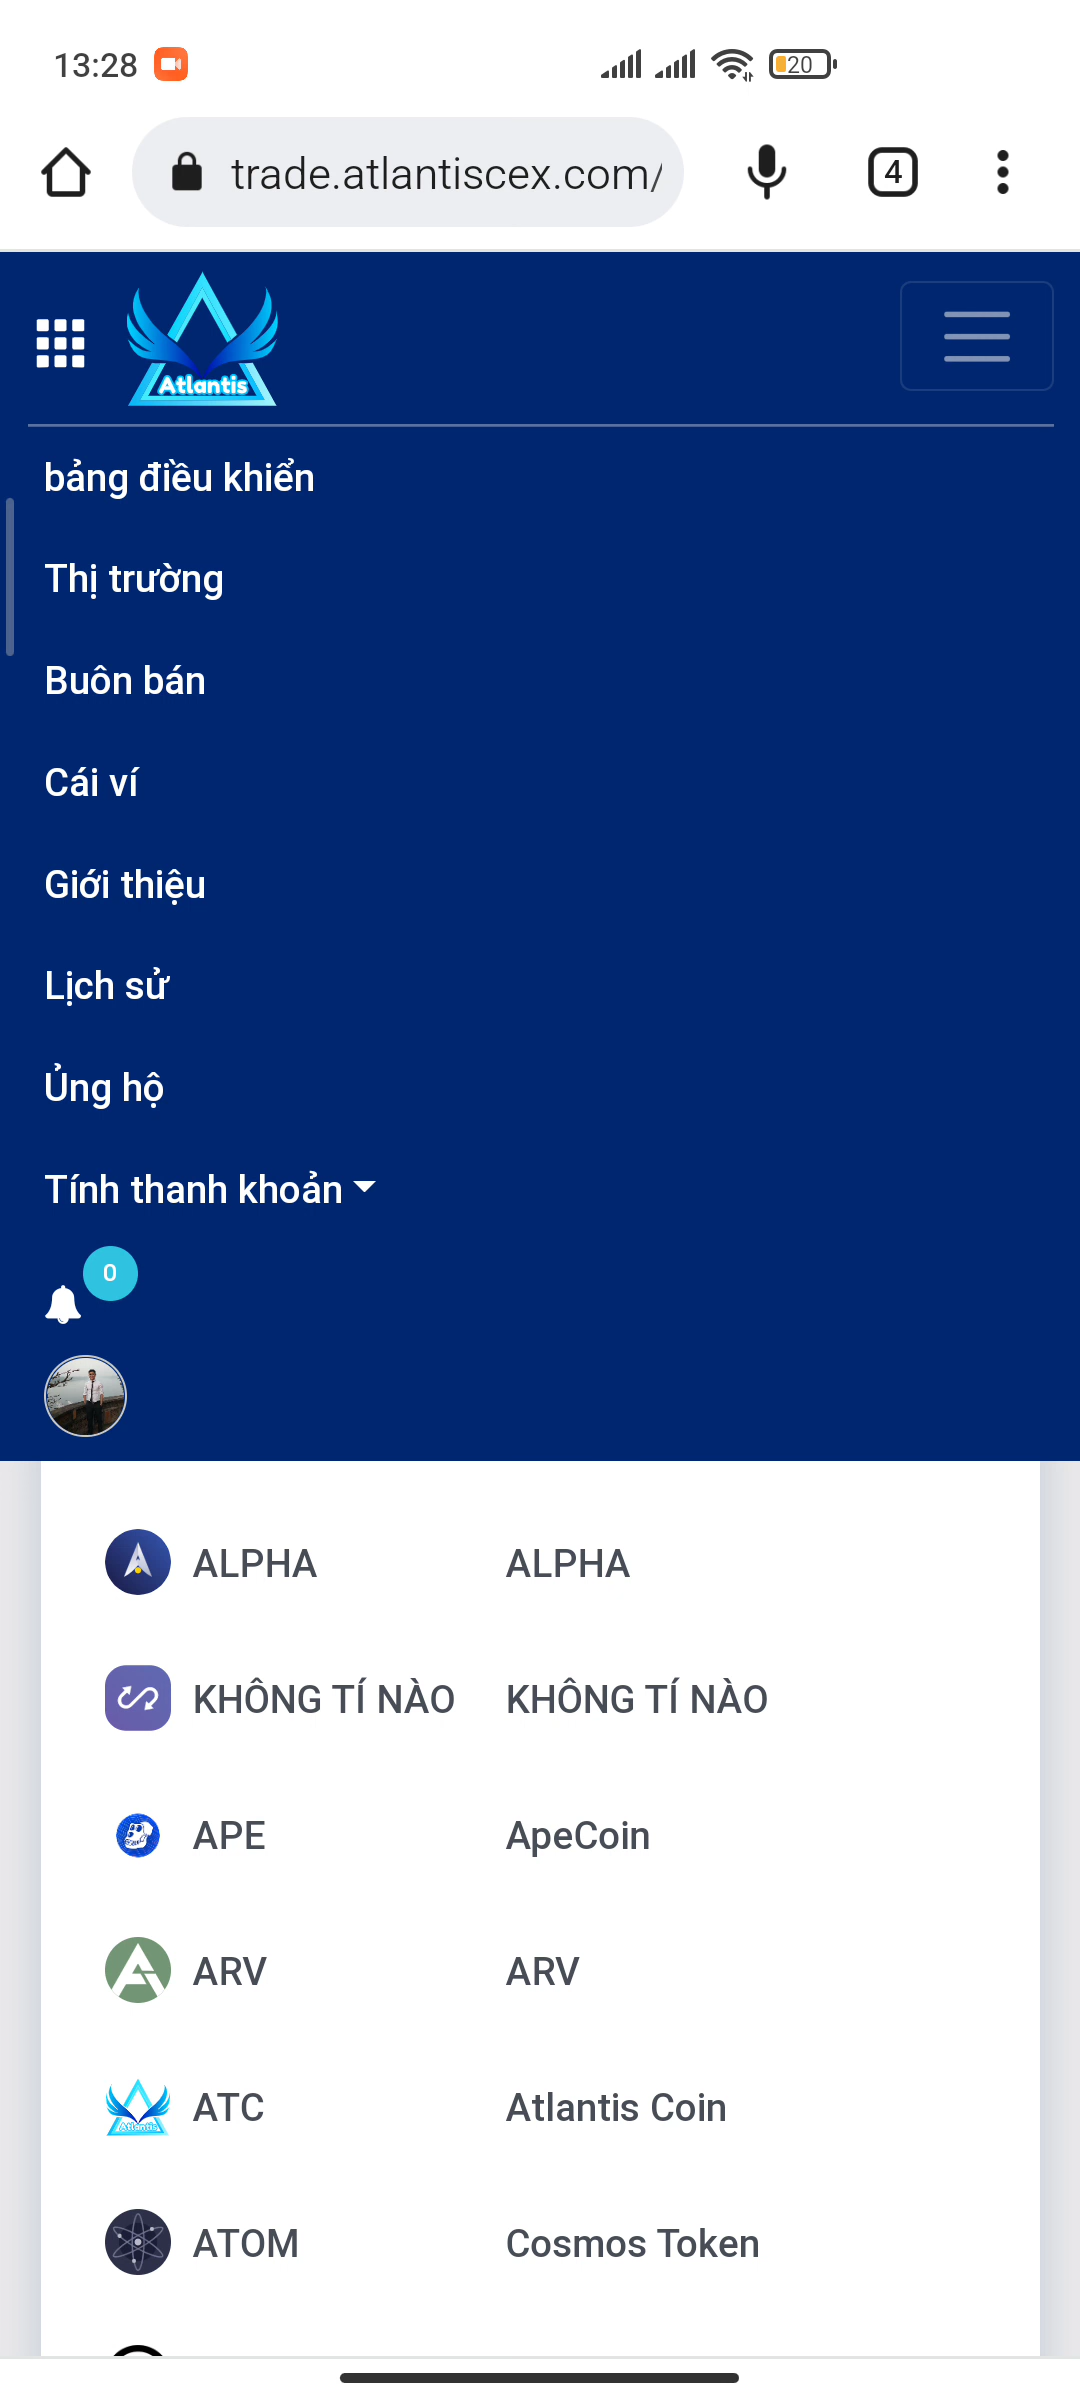 13:28
20
trade.atlantiscex.com/
4
Atlantis
bảng điều khiển
Thị trường
Buôn bán
Cái ví
Giới thiệu
Lịch sử
Ủng hộ
Tính thanh khoản
0
ALPHA ALPHA
KHÔNG TÍ NÀO KHÔNG TÍ NÀO
APE ApeCoin
ARV ARV
Atlantis
ATC Atlantis Coin
ATOM Cosmos Token